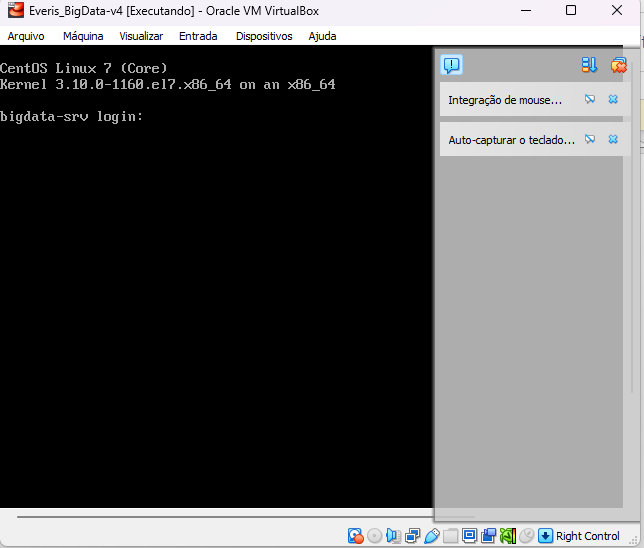 Everis_BigData-v4 [Executando] - Oracle VM VirtualBox
Arquivo Máquina Visualizar Entrada Dispositivos Ajuda
CentOS Linux 7 (Core)
Kernel 3.10.0-1160.el7.x86_64 on an x86_64
bigdata-srv login:
Integração de mouse...
Auto-capturar o teclado...
Right Control